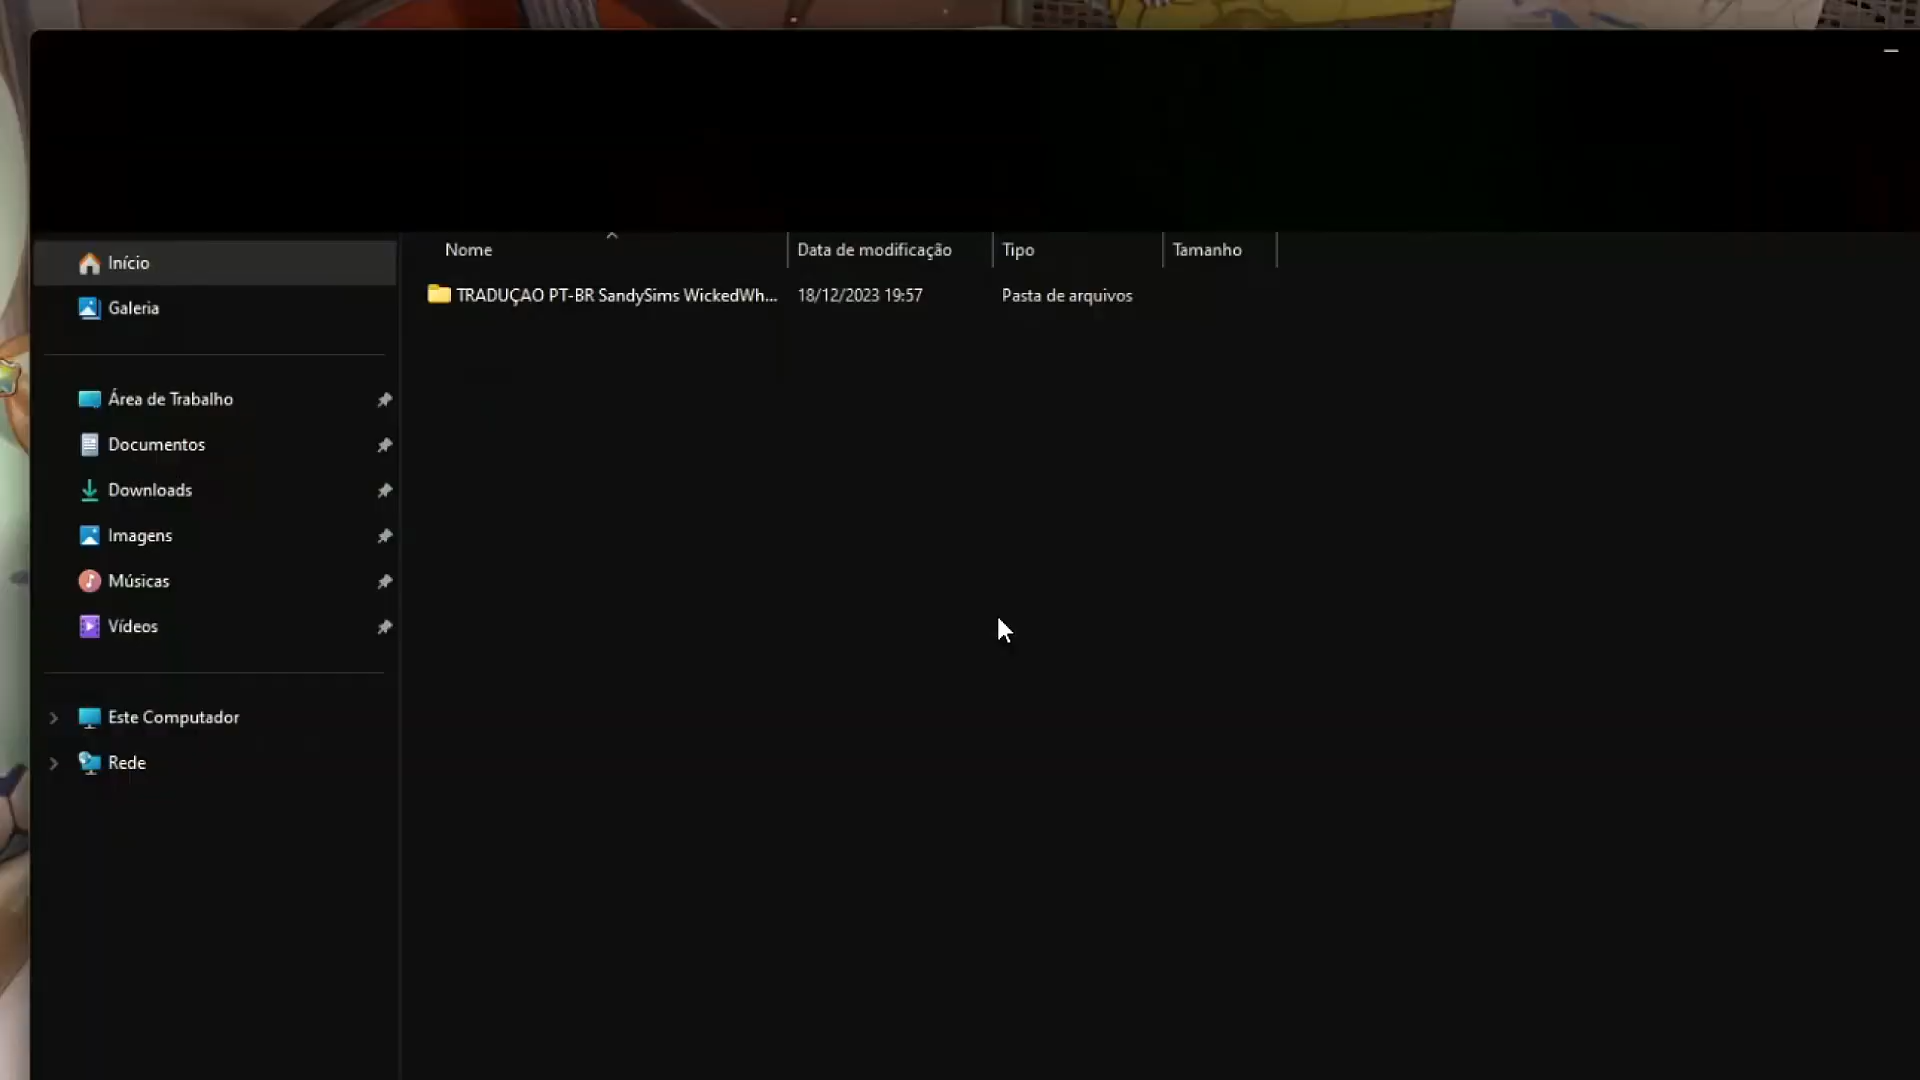 Nome Data de modificação Tipo Tamanho
TRADUÇAO PT-BR SandySims WickedWh... 18/12/2023 19:57 Pasta de arquivos
Início
Galeria
Área de Trabalho
Documentos
Downloads
Imagens
Músicas
Vídeos
Este Computador
Rede